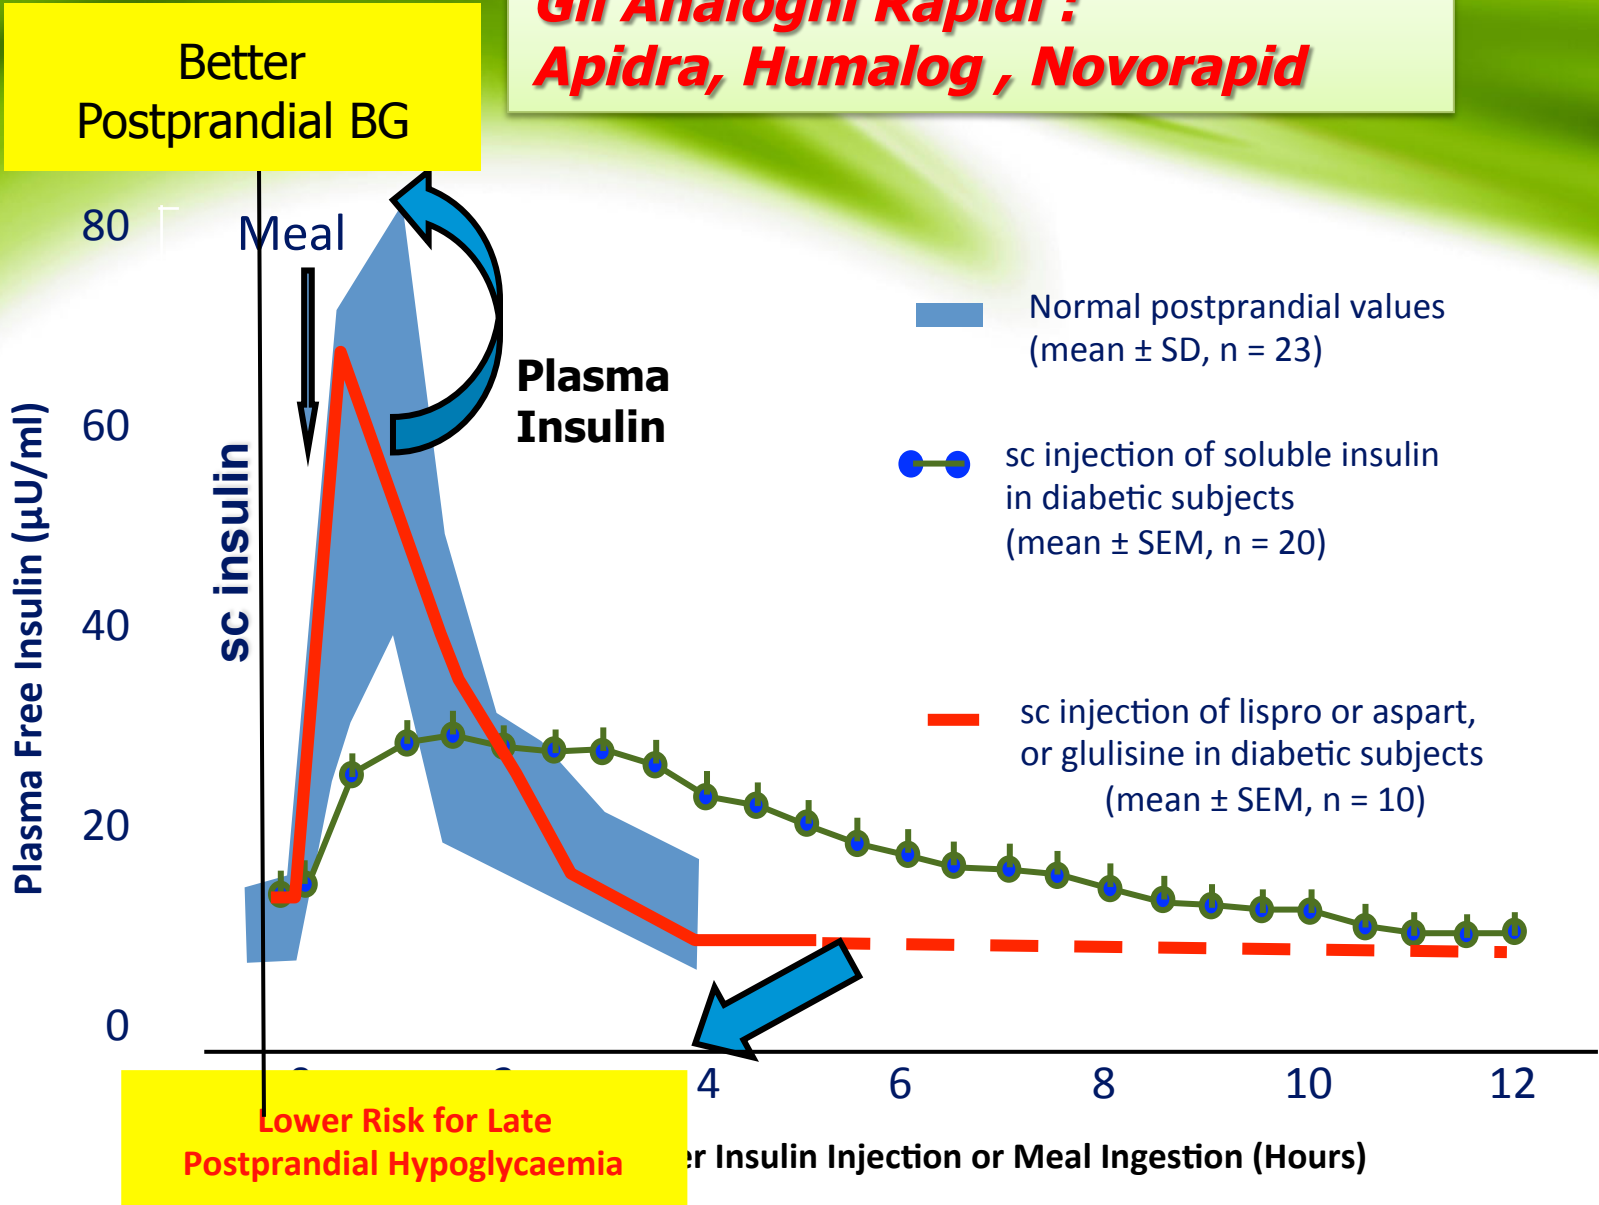 Gli Analoghi Rapidi :
Apidra, Humalog , Novorapid
Better
Postprandial BG
80
60
40
20
0
Plasma Free Insulin (µU/ml)
Meal
sc insulin
Plasma
Insulin
Normal postprandial values
(mean ± SD, n = 23)
sc injection of soluble insulin
in diabetic subjects
(mean ± SEM, n = 20)
sc injection of lispro or aspart,
or glulisine in diabetic subjects
(mean ± SEM, n = 10)
4
6
8
10
12
Lower Risk for Late
Postprandial Hypoglycaemia
Insulin Injection or Meal Ingestion (Hours)